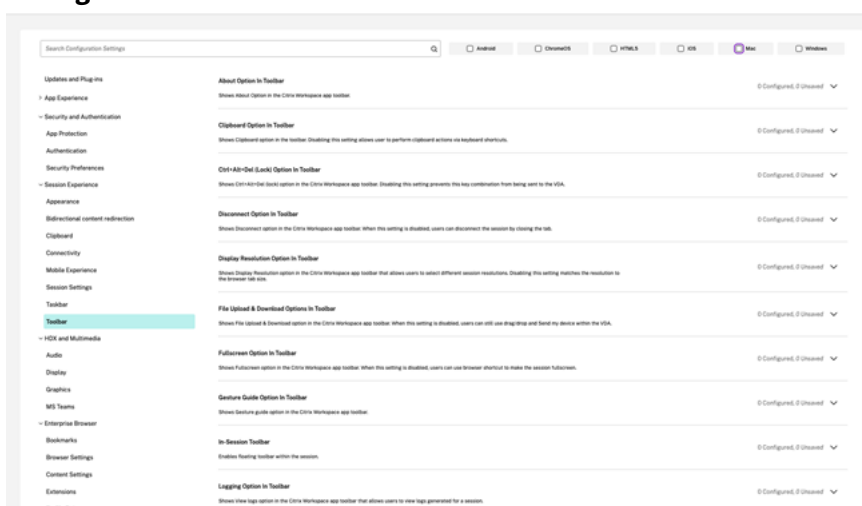 Search Configuration Settings
Android
ChromeOS
HTML5
iOS
Mac
Windows
Updates and Plug-ins
App Experience
Security and Authentication
App Protection
Authentication
Security Preferences
Session Experience
Appearance
Bidirectional content redirection
Clipboard
Connectivity
Mobile Experience
Session Settings
Taskbar
Toolbar
HDX and Multimedia
Audio
Display
Graphics
MS Teams
Enterprise Browser
Bookmarks
Browser Settings
Content Settings
Extensions
About Option In Toolbar
Shows About Option in the Citrix Workspace app toolbar.
0 Configured, 0 Unsaved
Clipboard Option In Toolbar
Shows Clipboard option in the toolbar. Disabling this setting allows user to perform clipboard actions via keyboard shortcuts.
0 Configured, 0 Unsaved
Ctrl+Alt+Del (Lock) Option In Toolbar
Shows Ctrl+Alt+Del (lock) option in the Citrix Workspace app toolbar. Disabling this setting prevents this key combination from being sent to the VDA.
0 Configured, 0 Unsaved
Disconnect Option In Toolbar
Shows Disconnect option in the Citrix Workspace app toolbar. When this setting is disabled, users can disconnect the session by closing the tab.
0 Configured, 0 Unsaved
Display Resolution Option In Toolbar
Shows Display Resolution option in the Citrix Workspace app toolbar that allows users to select different session resolutions. Disabling this setting matches the resolution to
the browser tab size.
0 Configured, 0 Unsaved
File Upload & Download Options In Toolbar
Shows File Upload & Download option in the Citrix Workspace app toolbar. When this setting is disabled, users can still use drag/drop and Send my device within the VDA.
0 Configured, 0 Unsaved
Fullscreen Option In Toolbar
Shows Fullscreen option in the Citrix Workspace app toolbar. When this setting is disabled, users can use browser shortcut to make the session fullscreen.
0 Configured, 0 Unsaved
Gesture Guide Option In Toolbar
Shows Gesture guide option in the Citrix Workspace app toolbar.
0 Configured, 0 Unsaved
In-Session Toolbar
Enables floating toolbar within the session.
0 Configured, 0 Unsaved
Logging Option In Toolbar
Shows View logs option in the Citrix Workspace app toolbar that allows users to view logs generated for a session.
0 Configured, 0 Unsaved